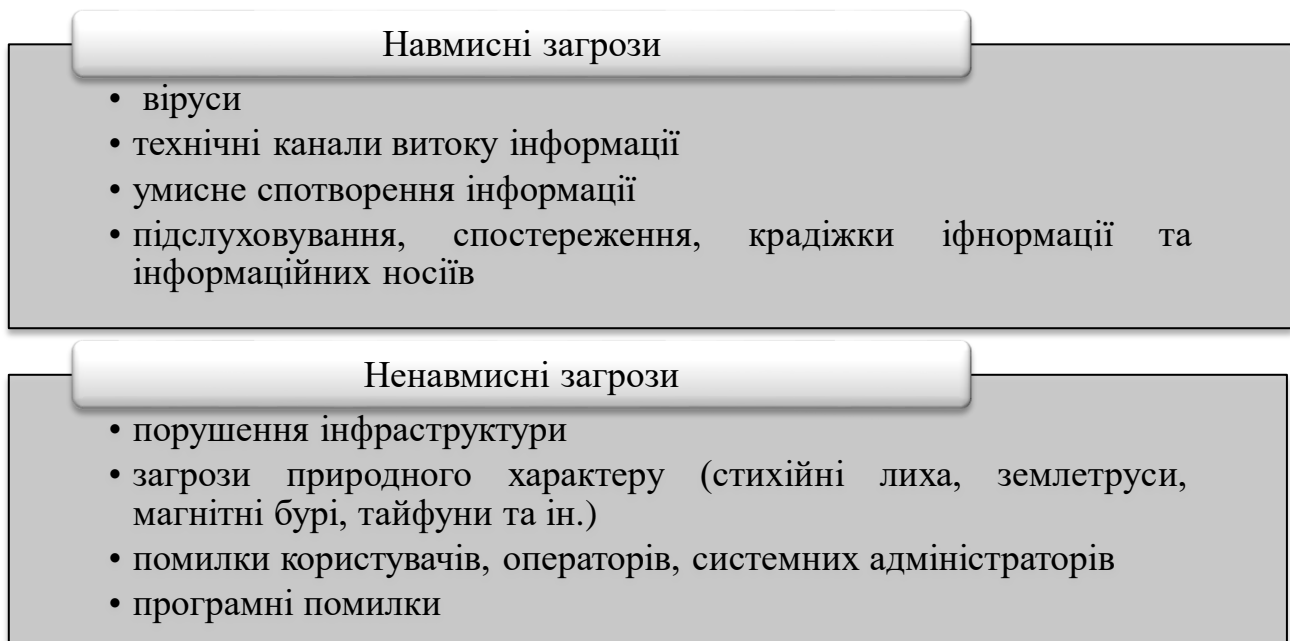 Навмисні загрози
• віруси
• технічні канали витоку інформації
• умисне спотворення інформації
• підслуховування, спостереження, крадіжки іфнормації та
інформаційних носіїв
Ненавмисні загрози
• порушення інфраструктури
• загрози природного характеру (стихійні лиха, землетруси,
магнітні бурі, тайфуни та ін.)
• помилки користувачів, операторів, системних адміністраторів
• програмні помилки